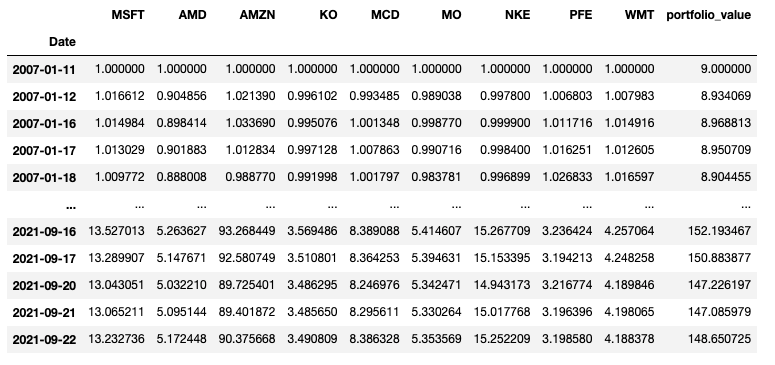 MSFT AMD AMZN KO MCD MO NKE PFE WMT portfolio_value
Date
2007-01-11 1.000000 1.000000 1.000000 1.000000 1.000000 1.000000 1.000000 1.000000 1.000000 9.000000
2007-01-12 1.016612 0.904856 1.021390 0.996102 0.993485 0.989038 0.997800 1.006803 1.007983 8.934069
2007-01-16 1.014984 0.898414 1.033690 0.995076 1.001348 0.998770 0.999900 1.011716 1.014916 8.968813
2007-01-17 1.013029 0.901883 1.012834 0.997128 1.007863 0.990716 0.998400 1.016251 1.012605 8.950709
2007-01-18 1.009772 0.888008 0.988770 0.991998 1.001797 0.983781 0.996899 1.026833 1.016597 8.904455
... ... ... ... ... ... ... ... ... ... ...
2021-09-16 13.527013 5.263627 93.268449 3.569486 8.389088 5.414607 15.267709 3.236424 4.257064 152.193467
2021-09-17 13.289907 5.147671 92.580749 3.510801 8.364253 5.394631 15.153395 3.194213 4.248258 150.883877
2021-09-20 13.043051 5.032210 89.725401 3.486295 8.246976 5.342471 14.943173 3.216774 4.189846 147.226197
2021-09-21 13.065211 5.095144 89.401872 3.485650 8.295611 5.330264 15.017768 3.196396 4.198065 147.085979
2021-09-22 13.232736 5.172448 90.375668 3.490809 8.386328 5.353569 15.252209 3.198580 4.188378 148.650725